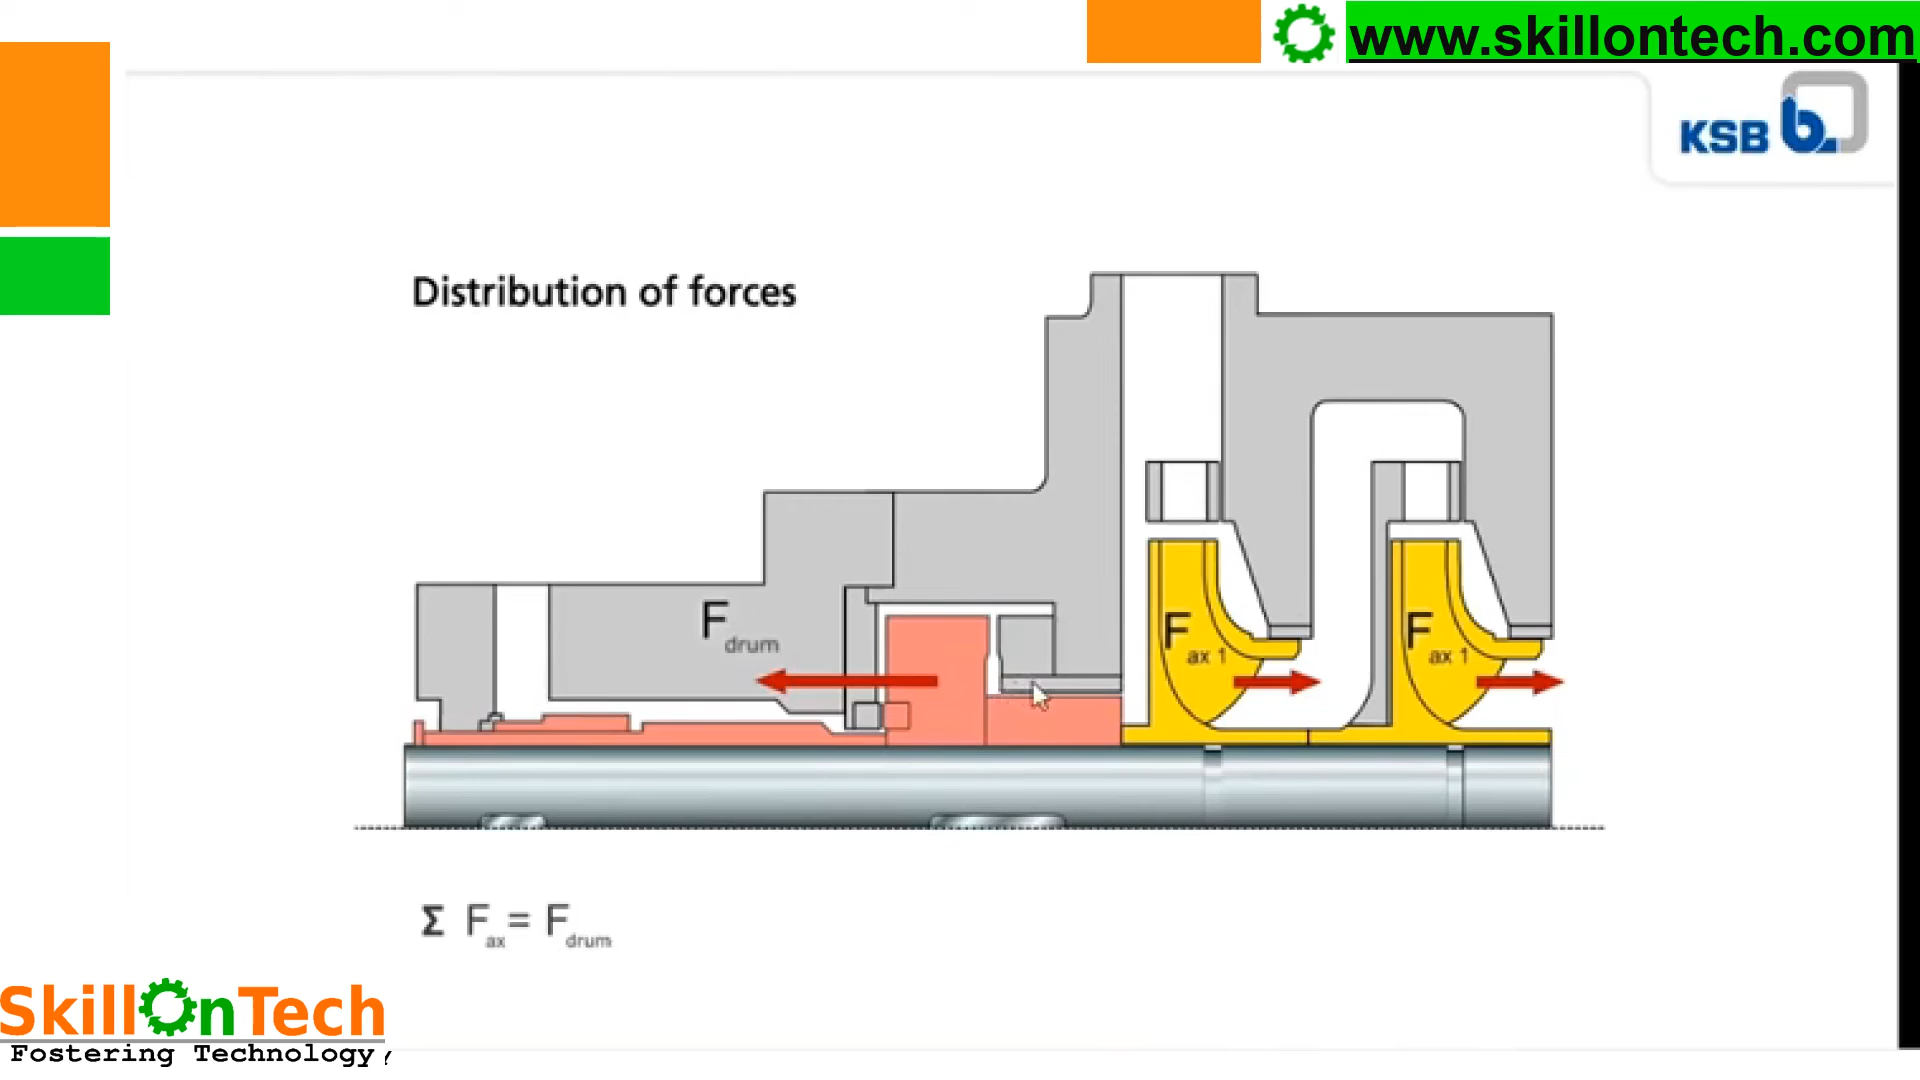 www.skillontech.com
KSB b
Distribution of forces
F drum
F ax 1
F ax 1
Σ F ax = F drum
SkillOnTech
Fostering Technology